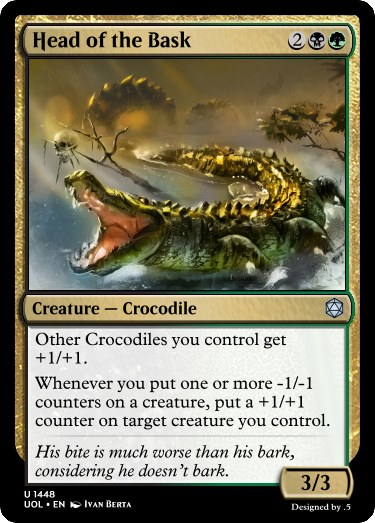 Head of the Bask
2
Creature — Crocodile
Other Crocodiles you control get
+1/+1.
Whenever you put one or more -1/-1
counters on a creature, put a +1/+1
counter on target creature you control.
His bite is much worse than his bark,
considering he doesn't bark.
3/3
U 1448
UOL • EN Ivan Berta
Designed by .5